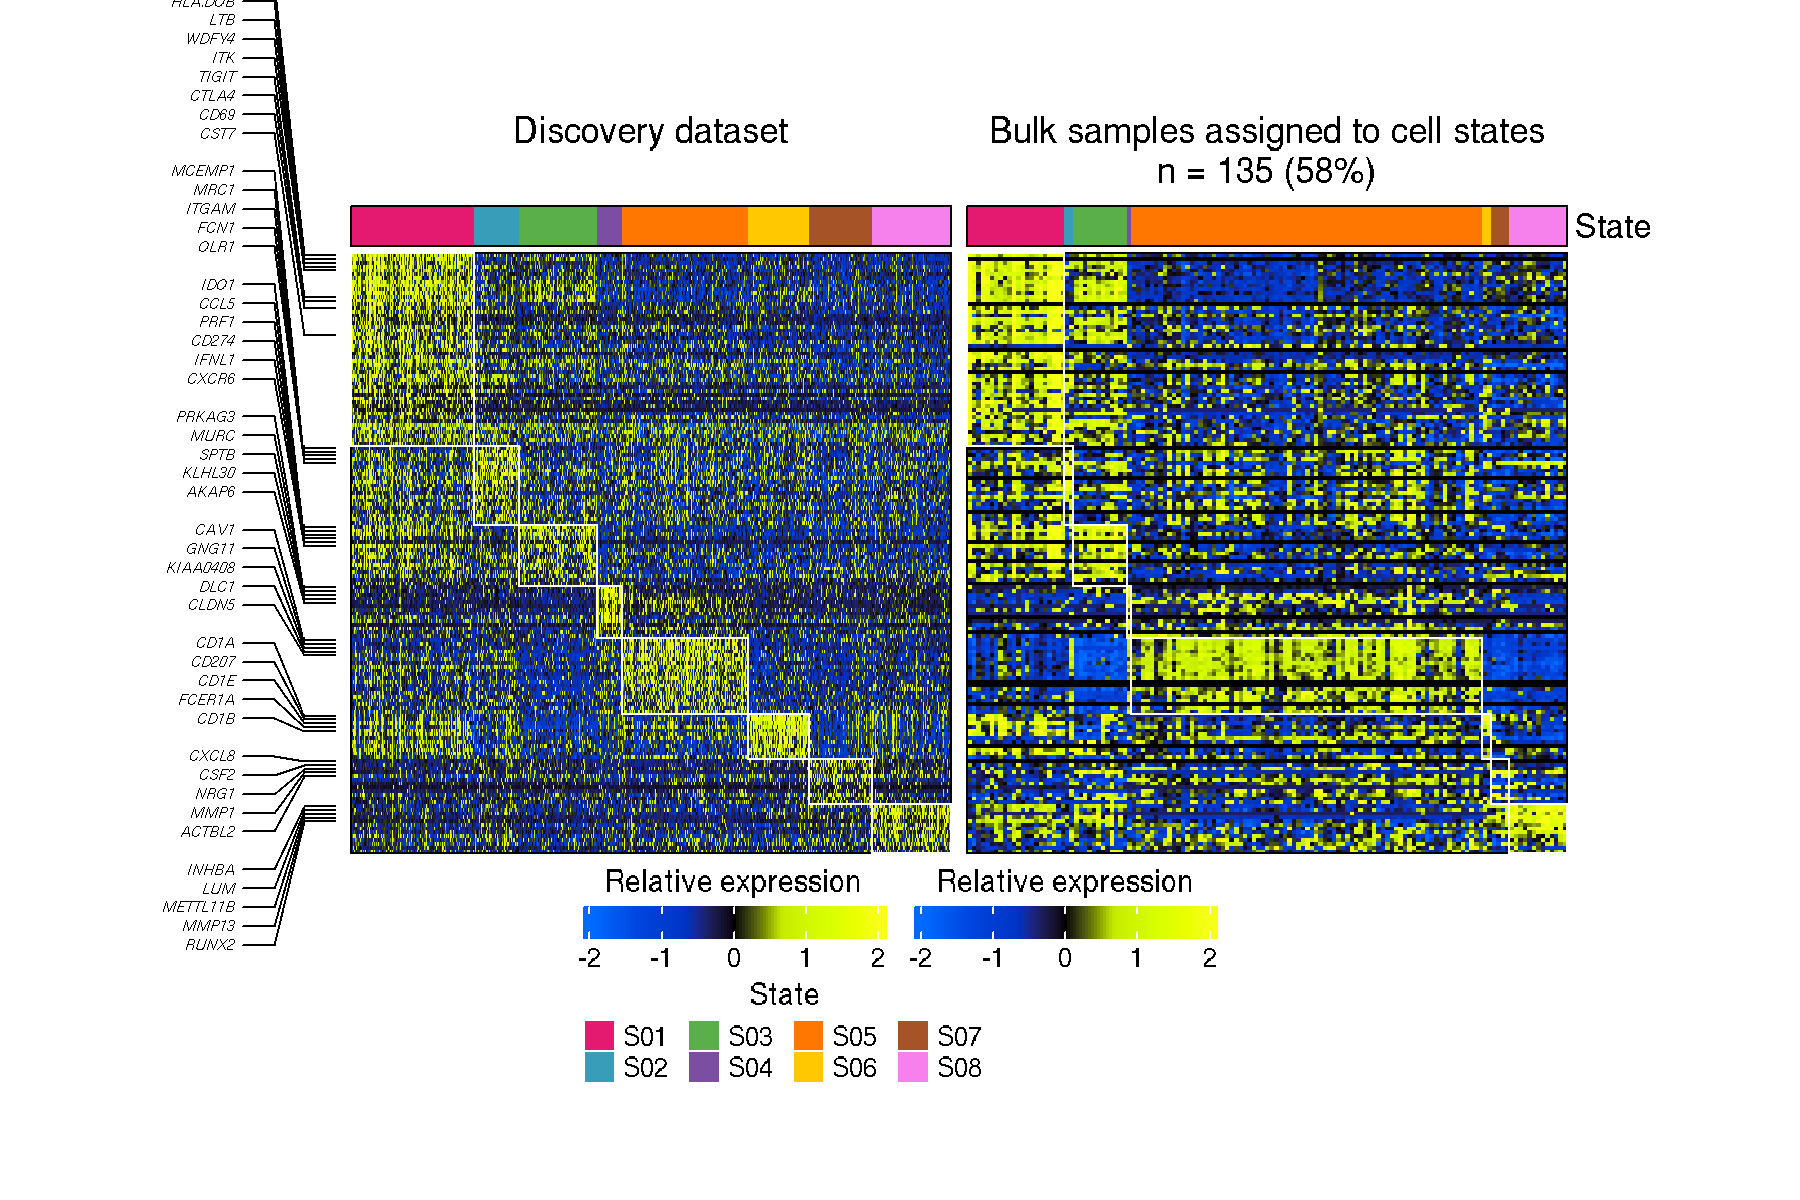 HLA.DOB
LTB
WDFY4
ITK
TIGIT
CTLA4
CD69
CST7
MCEMP1
MRC1
ITGAM
FCN1
OLR1
IDO1
CCL5
PRF1
CD274
IFNL1
CXCR6
PRKAG3
MURC
SPTB
KLHL30
AKAP6
CAV1
GNG11
KIAA0408
DLC1
CLDN5
CD1A
CD207
CD1E
FCER1A
CD1B
CXCL8
CSF2
NRG1
MMP1
ACTBL2
INHBA
LUM
METTL11B
MMP13
RUNX2
Discovery dataset
Bulk samples assigned to cell states
n = 135 (58%)
State
Relative expression
-2 -1 0 1 2
Relative expression
-2 -1 0 1 2
State
S01 S03 S05 S07
S02 S04 S06 S08